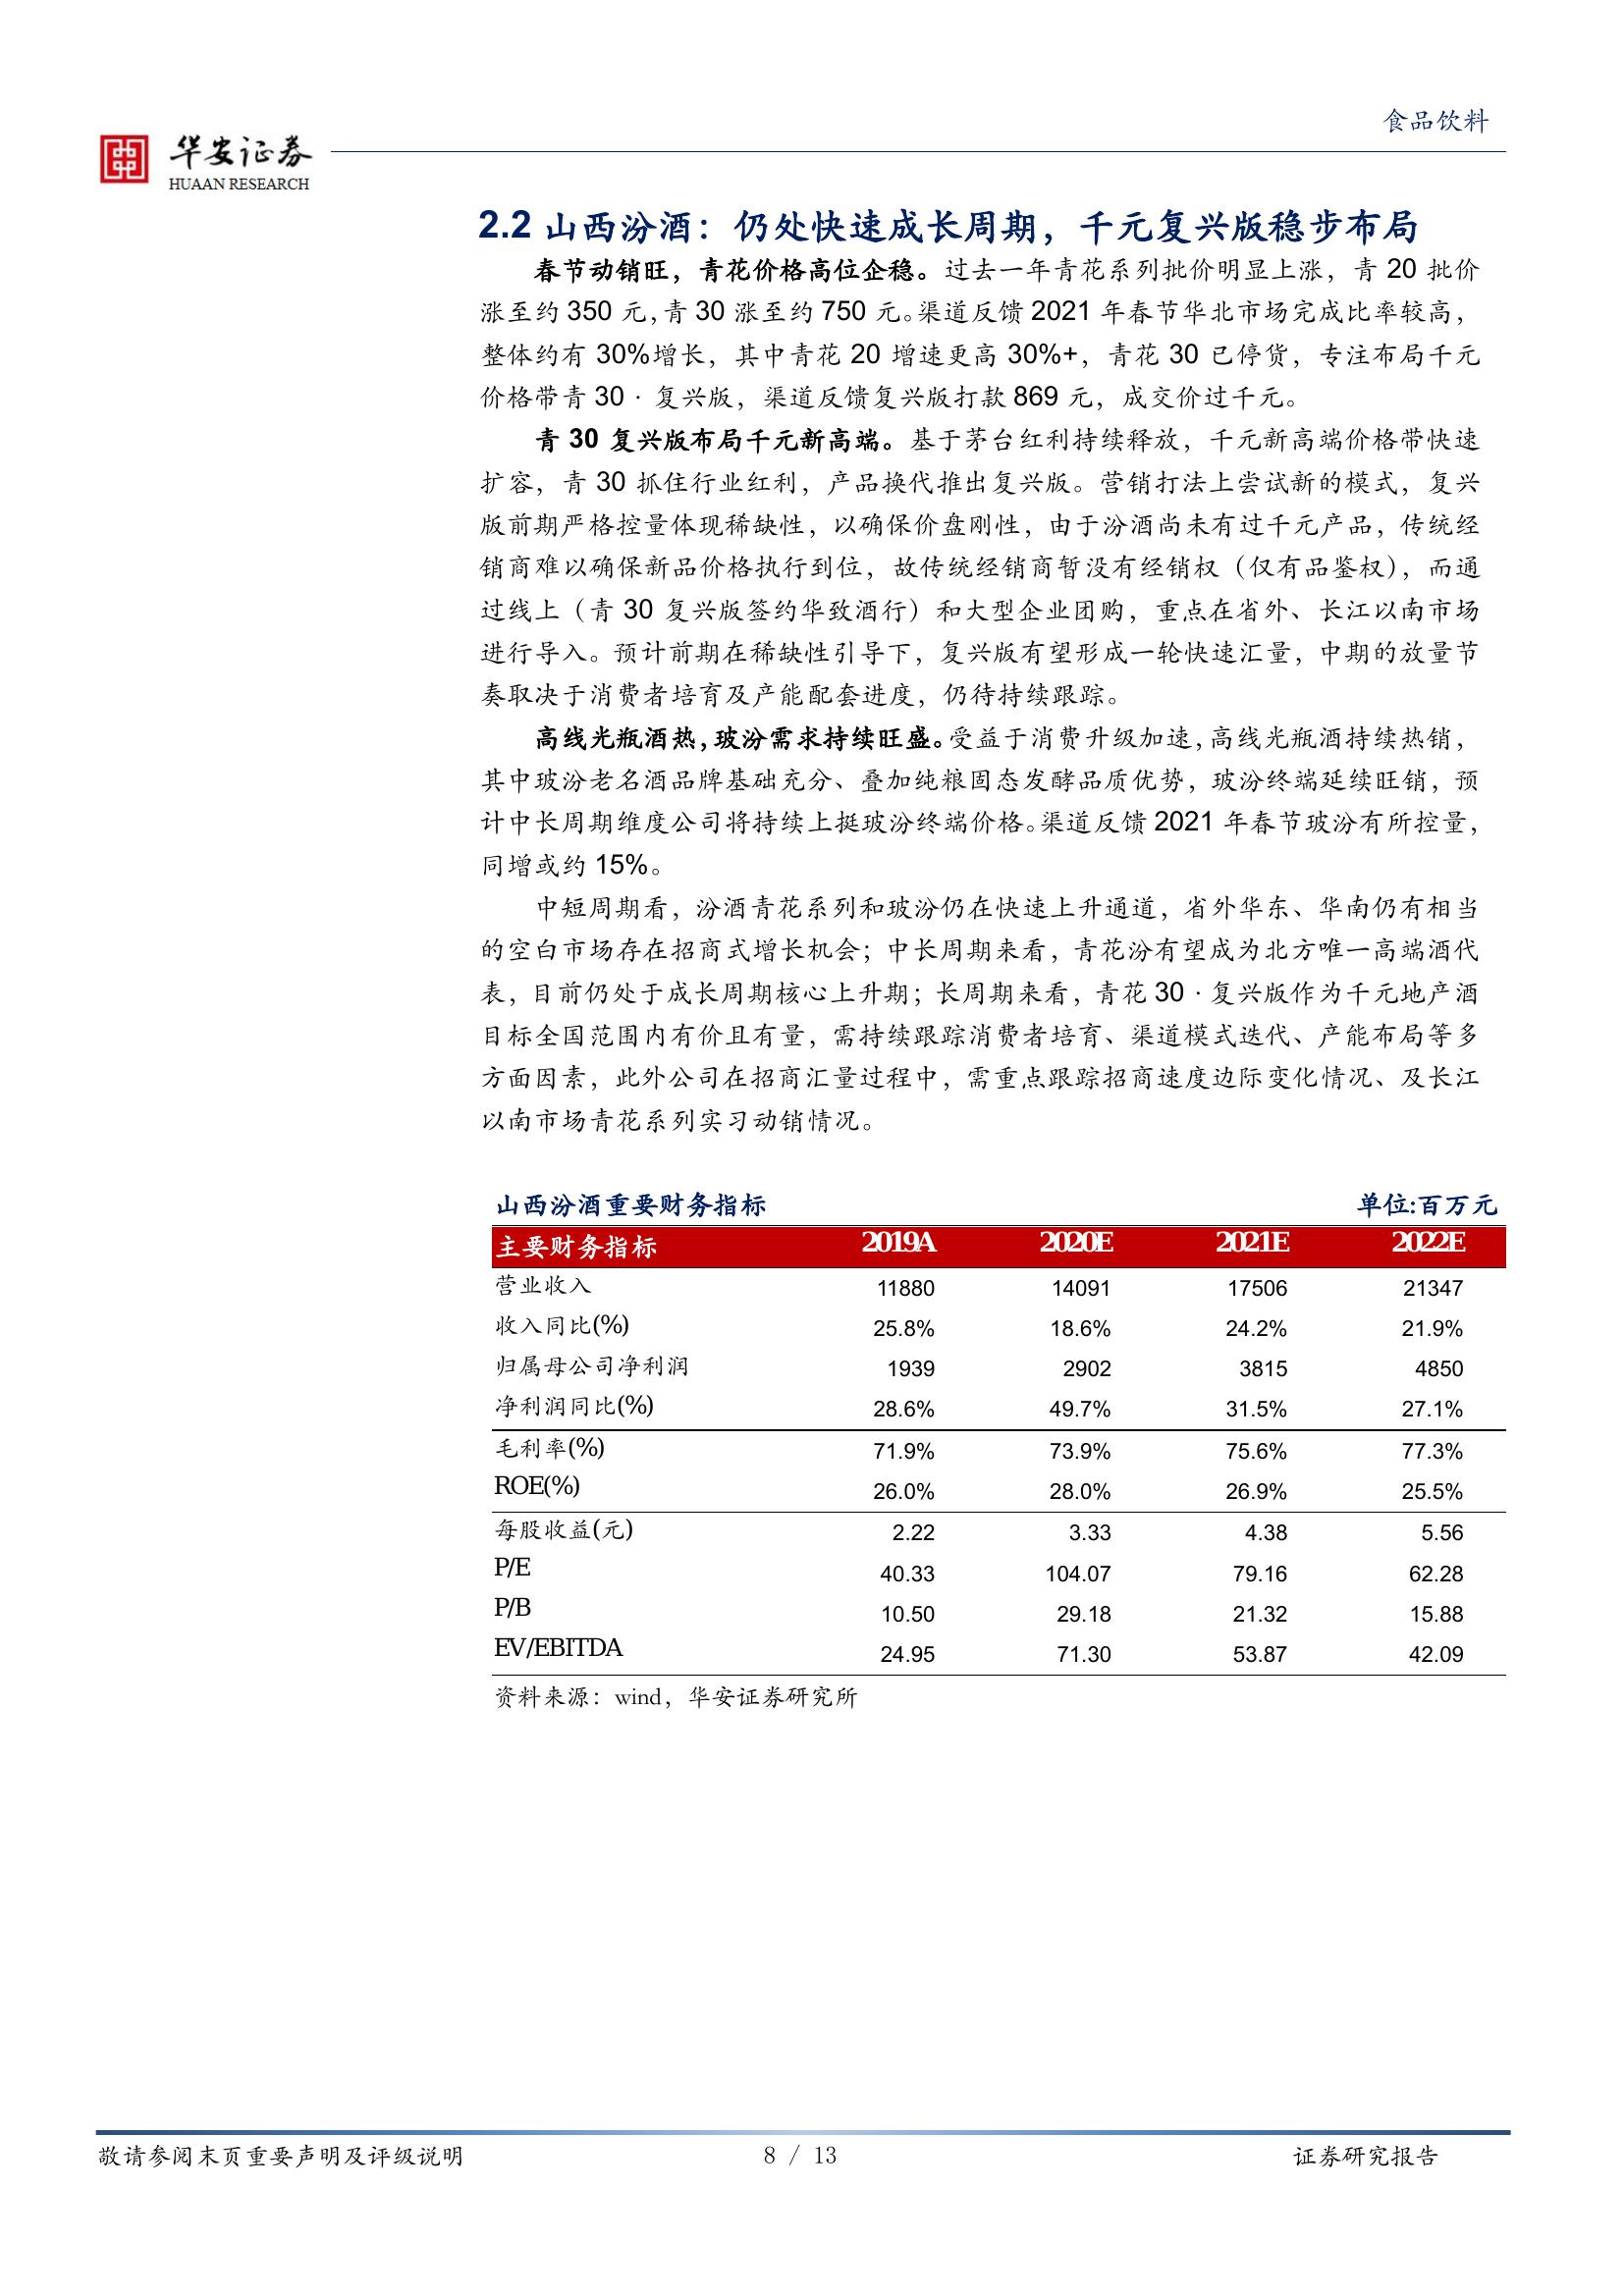 食品饮料
华安证券
HUAAN RESEARCH
2.2 山西汾酒：仍处快速成长周期，千元复兴版稳步布局
春节动销旺，青花价格高位企稳。过去一年青花系列批价明显上涨，青 20 批价
涨至约 350 元，青 30 涨至约 750 元。渠道反馈 2021 年春节华北市场完成比率较高，
整体约有 30%增长，其中青花 20 增速更高 30%+，青花 30 已停货，专注布局千元
价格带青 30 · 复兴版，渠道反馈复兴版打款 869 元，成交价过千元。
青 30 复兴版布局千元新高端。基于茅台红利持续释放，千元新高端价格带快速
扩容，青 30 抓住行业红利，产品换代推出复兴版。营销打法上尝试新的模式，复兴
版前期严格控量体现稀缺性，以确保价盘刚性，由于汾酒尚未有过千元产品，传统经
销商难以确保新品价格执行到位，故传统经销商暂没有经销权（仅有品鉴权），而通
过线上（青 30 复兴版签约华致酒行）和大型企业团购，重点在省外、长江以南市场
进行导入。预计前期在稀缺性引导下，复兴版有望形成一轮快速汇量，中期的放量节
奏取决于消费者培育及产能配套进度，仍待持续跟踪。
高线光瓶酒热，玻汾需求持续旺盛。受益于消费升级加速，高线光瓶酒持续热销，
其中玻汾老名酒品牌基础充分、叠加纯粮固态发酵品质优势，玻汾终端延续旺销，预
计中长周期维度公司将持续上挺玻汾终端价格。渠道反馈 2021 年春节玻汾有所控量，
同增或约 15%。
中短周期看，汾酒青花系列和玻汾仍在快速上升通道，省外华东、华南仍有相当
的空白市场存在招商式增长机会；中长周期来看，青花汾有望成为北方唯一高端酒代
表，目前仍处于成长周期核心上升期；长周期来看，青花 30 · 复兴版作为千元地产酒
目标全国范围内有价且有量，需持续跟踪消费者培育、渠道模式迭代、产能布局等多
方面因素，此外公司在招商汇量过程中，需重点跟踪招商速度边际变化情况、及长江
以南市场青花系列实习动销情况。
山西汾酒重要财务指标 单位:百万元
主要财务指标 2019A 2020E 2021E 2022E
营业收入 11880 14091 17506 21347
收入同比(%) 25.8% 18.6% 24.2% 21.9%
归属母公司净利润 1939 2902 3815 4850
净利润同比(%) 28.6% 49.7% 31.5% 27.1%
毛利率(%) 71.9% 73.9% 75.6% 77.3%
ROE(%) 26.0% 28.0% 26.9% 25.5%
每股收益(元) 2.22 3.33 4.38 5.56
P/E 40.33 104.07 79.16 62.28
P/B 10.50 29.18 21.32 15.88
EV/EBITDA 24.95 71.30 53.87 42.09
资料来源：wind，华安证券研究所
敬请参阅末页重要声明及评级说明 8 / 13 证券研究报告